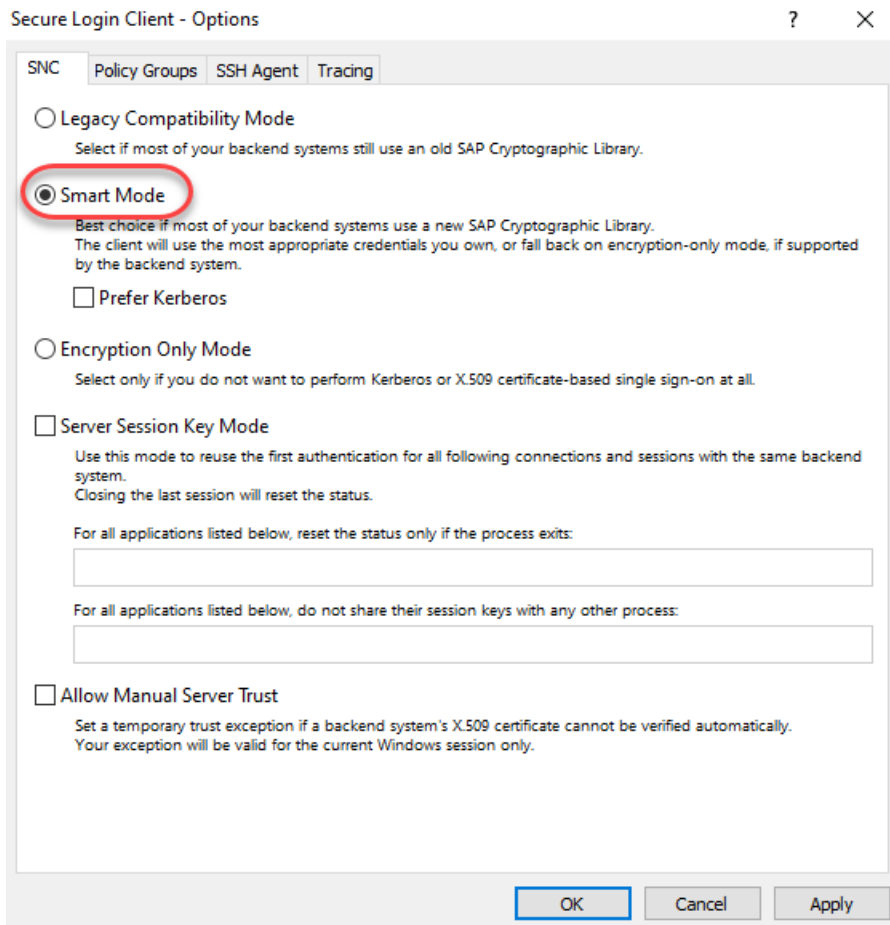 Secure Login Client - Options ?
SNC Policy Groups SSH Agent Tracing
Legacy Compatibility Mode
Select if most of your backend systems still use an old SAP Cryptographic Library.
Smart Mode
Best choice if most of your backend systems use a new SAP Cryptographic Library.
The client will use the most appropriate credentials you own, or fall back on encryption-only mode, if supported
by the backend system.
Prefer Kerberos
Encryption Only Mode
Select only if you do not want to perform Kerberos or X.509 certificate-based single sign-on at all.
Server Session Key Mode
Use this mode to reuse the first authentication for all following connections and sessions with the same backend
system.
Closing the last session will reset the status.
For all applications listed below, reset the status only if the process exits:
For all applications listed below, do not share their session keys with any other process:
Allow Manual Server Trust
Set a temporary trust exception if a backend system's X.509 certificate cannot be verified automatically.
Your exception will be valid for the current Windows session only.
OK Cancel Apply